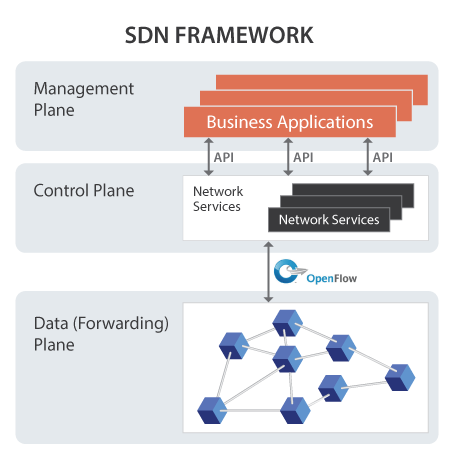 SDN FRAMEWORK
Management
Plane
Business Applications
API API API
Control Plane
Network
Services
Network Services
OpenFlow
Data (Forwarding)
Plane